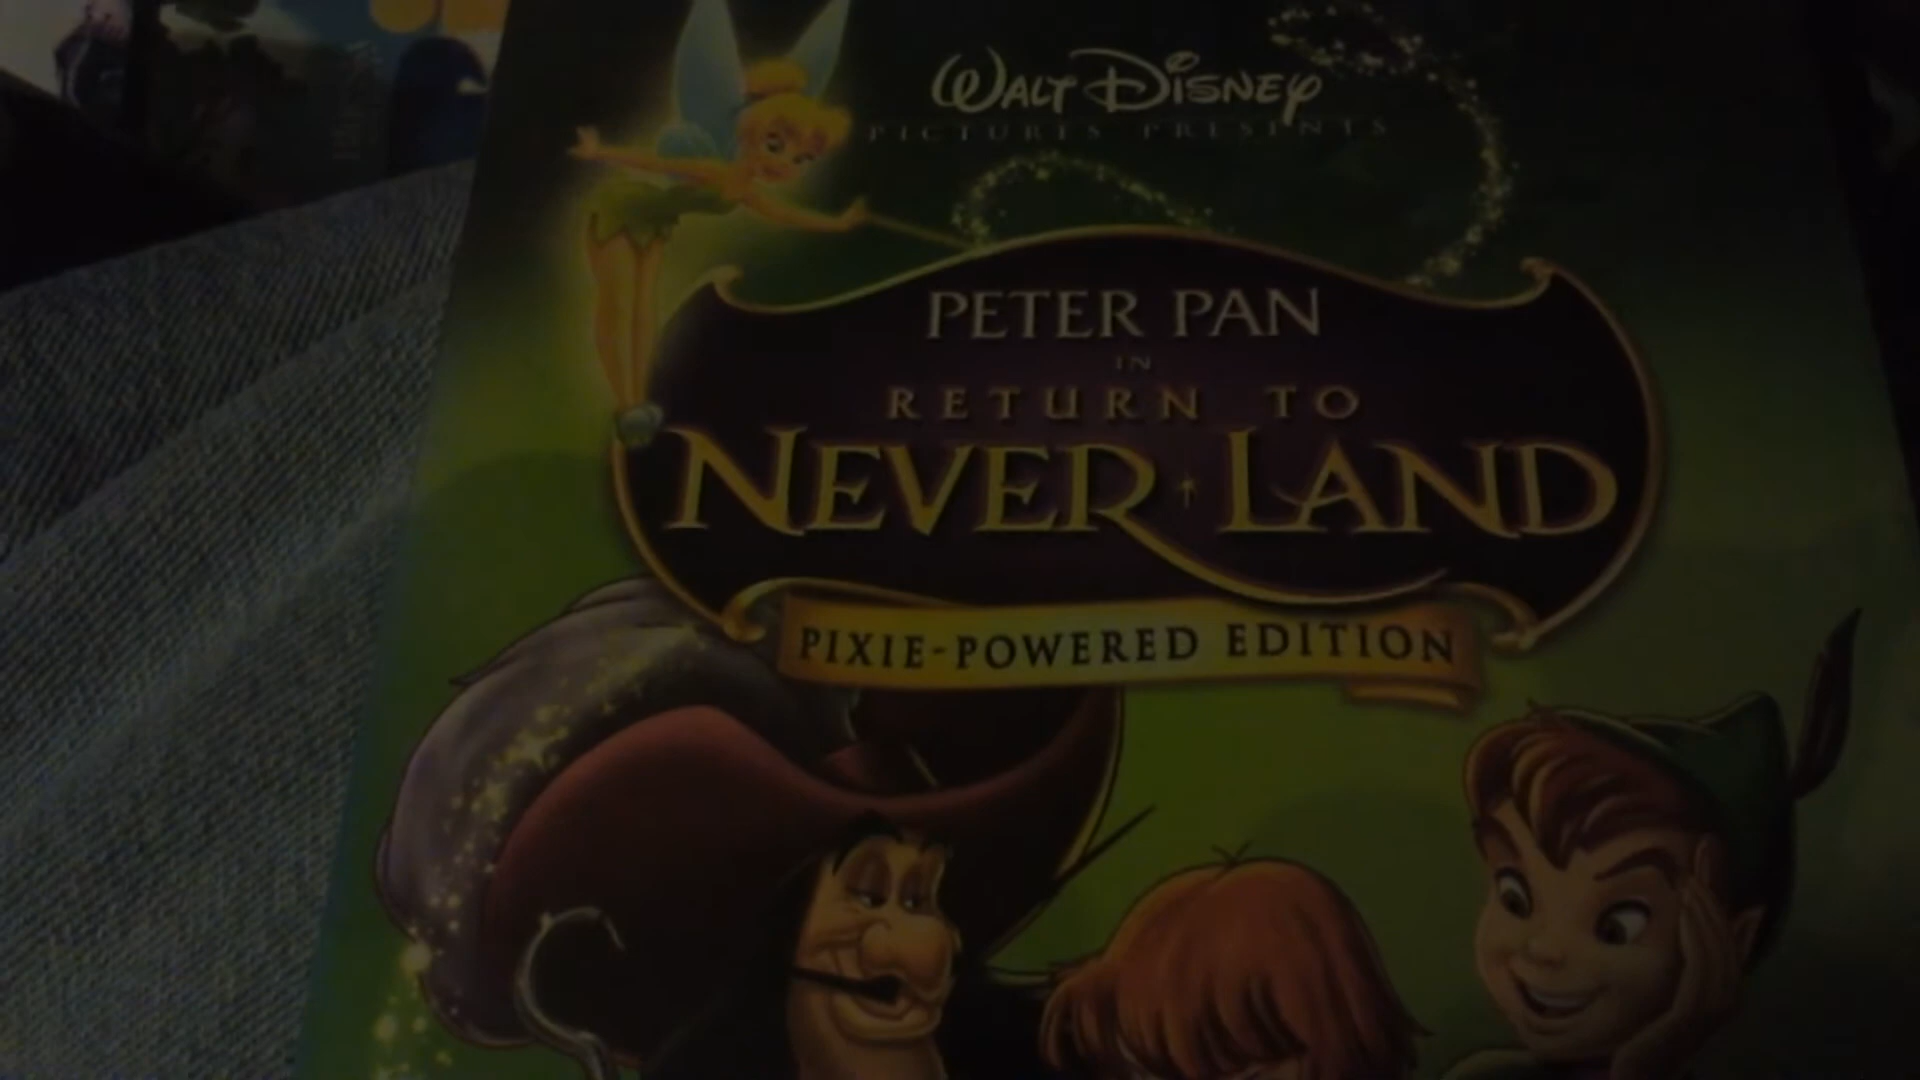 WALT DISNEY
PICTURES PRESENTS
PETER PAN
IN
RETURN TO
NEVER LAND
PIXIE-POWERED EDITION